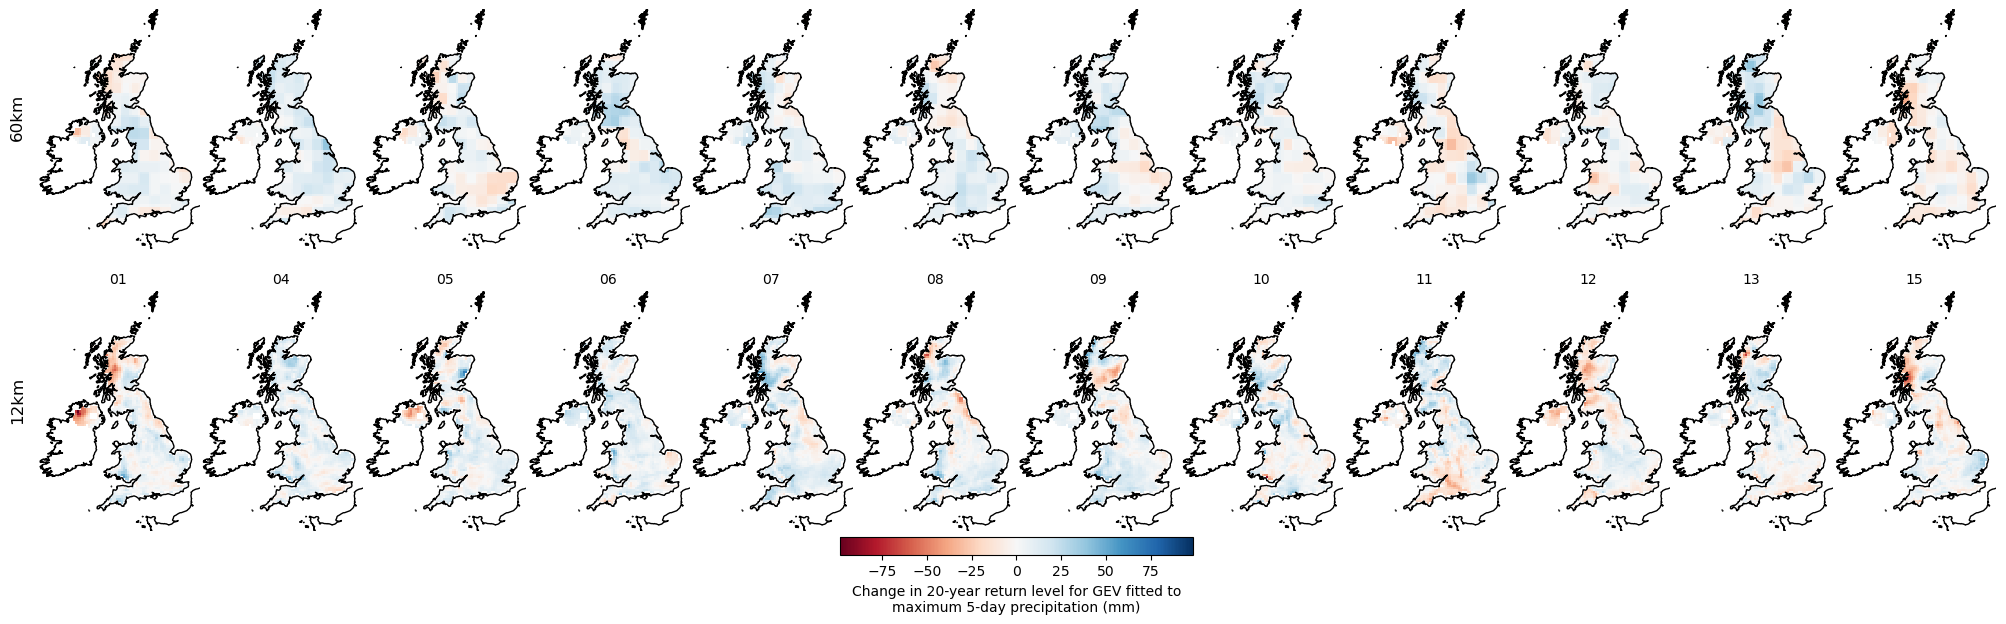 60km
01 04 05 06 07 08 09 10 11 12 13 15
12km
−75 −50 −25 0 25 50 75
Change in 20-year return level for GEV fitted to
maximum 5-day precipitation (mm)